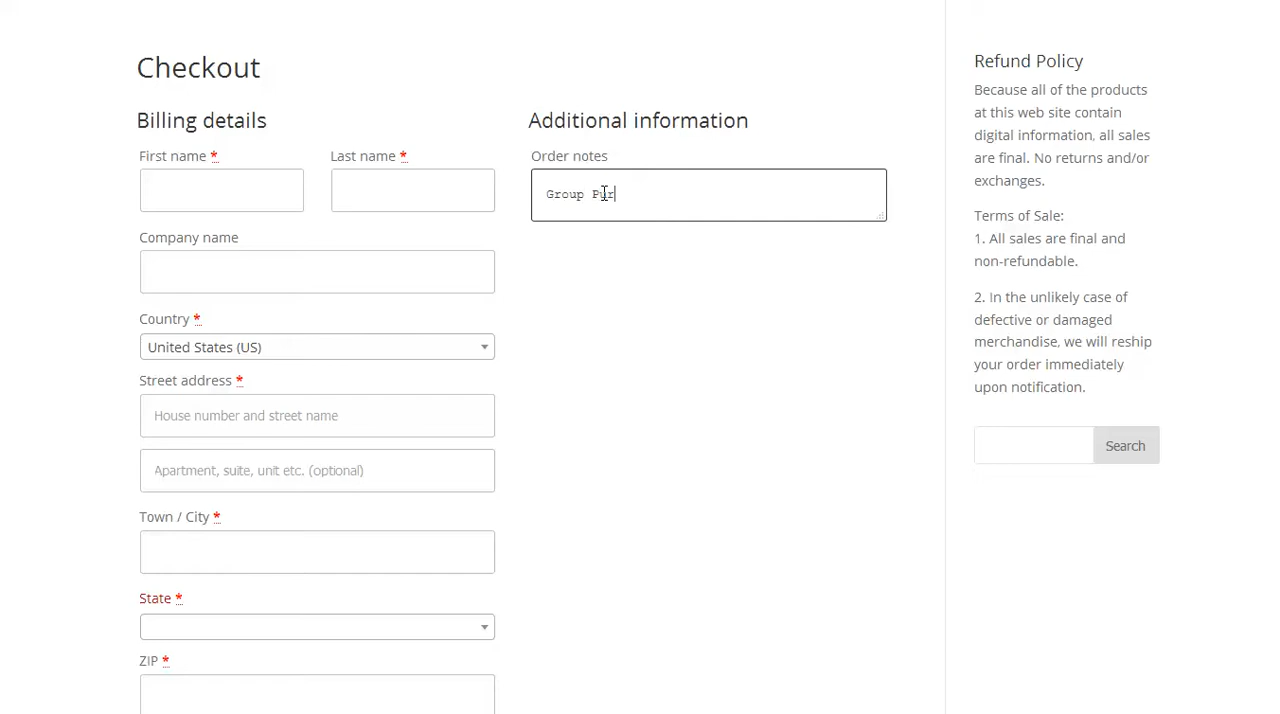 Checkout
Billing details
First name *
Last name *
Company name
Country *
United States (US)
Street address *
House number and street name
Apartment, suite, unit etc. (optional)
Town / City *
State *
ZIP *
Additional information
Order notes
Group Pur
Refund Policy
Because all of the products
at this web site contain
digital information, all sales
are final. No returns and/or
exchanges.
Terms of Sale:
1. All sales are final and
non-refundable.
2. In the unlikely case of
defective or damaged
merchandise, we will reship
your order immediately
upon notification.
Search